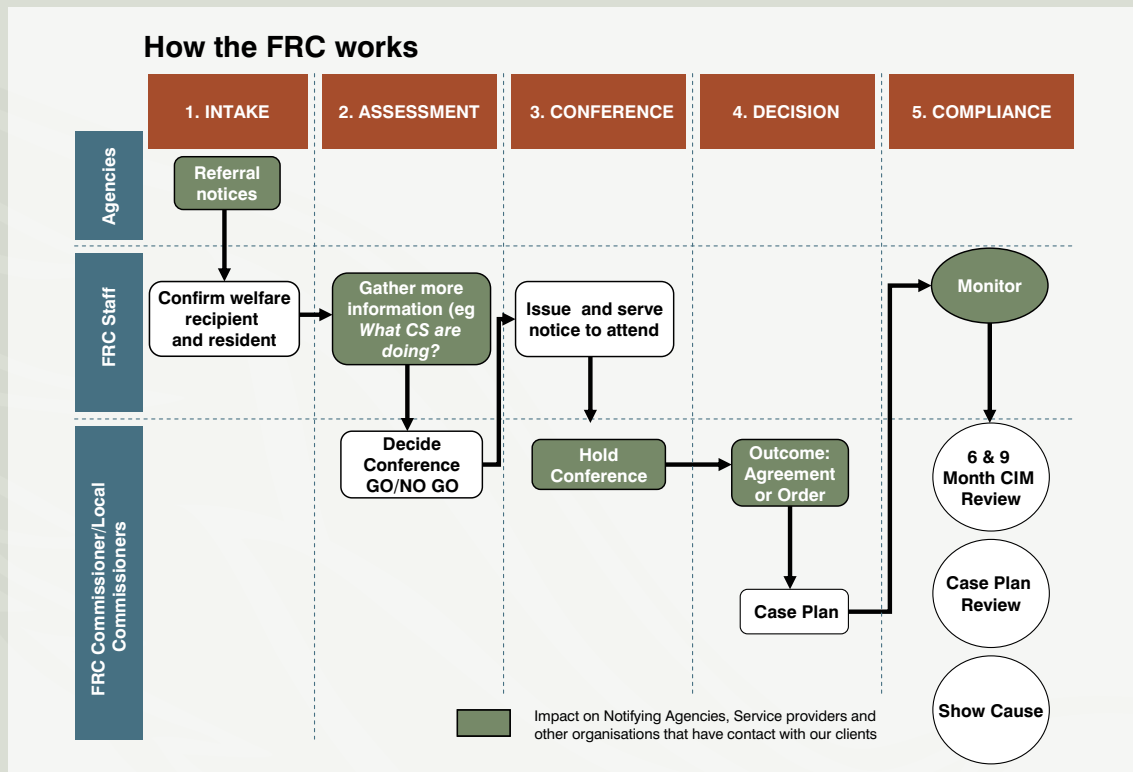 How the FRC works
1. INTAKE
2. ASSESSMENT
3. CONFERENCE
4. DECISION
5. COMPLIANCE
Agencies
Referral
notices
FRC Staff
Confirm welfare
recipient
and resident
Gather more
information (eg
What CS are
doing?
Issue and serve
notice to attend
Monitor
FRC Commissioner/Local
Commissioners
Decide
Conference
GO/NO GO
Hold
Conference
Outcome:
Agreement
or Order
Case Plan
6 & 9
Month CIM
Review
Case Plan
Review
Show Cause
Impact on Notifying Agencies, Service providers and
other organisations that have contact with our clients